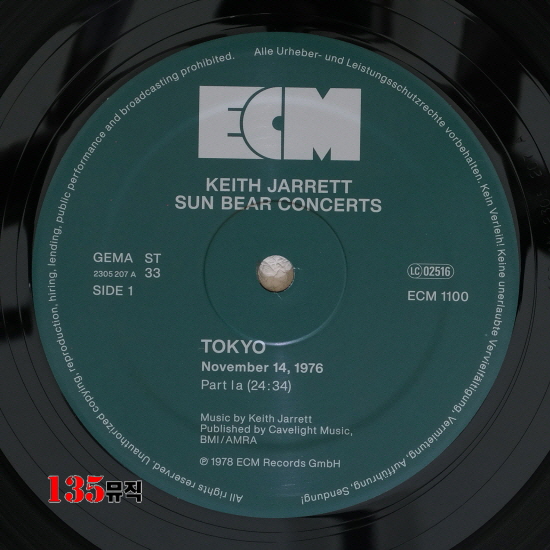 ECM
KEITH JARRETT
SUN BEAR CONCERTS
GEMA ST
2305 207 A 33
SIDE 1
LC 02516
ECM 1100
TOKYO
November 14, 1976
Part Ia (24:34)
Music by Keith Jarrett
Published by Cavelight Music,
BMI/AMRA
℗ 1978 ECM Records GmbH
Alle Urheber- und Leistungsschutzrechte vorbehalten. Kein Verleih! Keine unerlaubte Vervielfältigung, Vermietung, Aufführung, Sendung!
All rights reserved. Unauthorized copying, reproduction, hiring, lending, public performance and broadcasting prohibited.
135뮤직